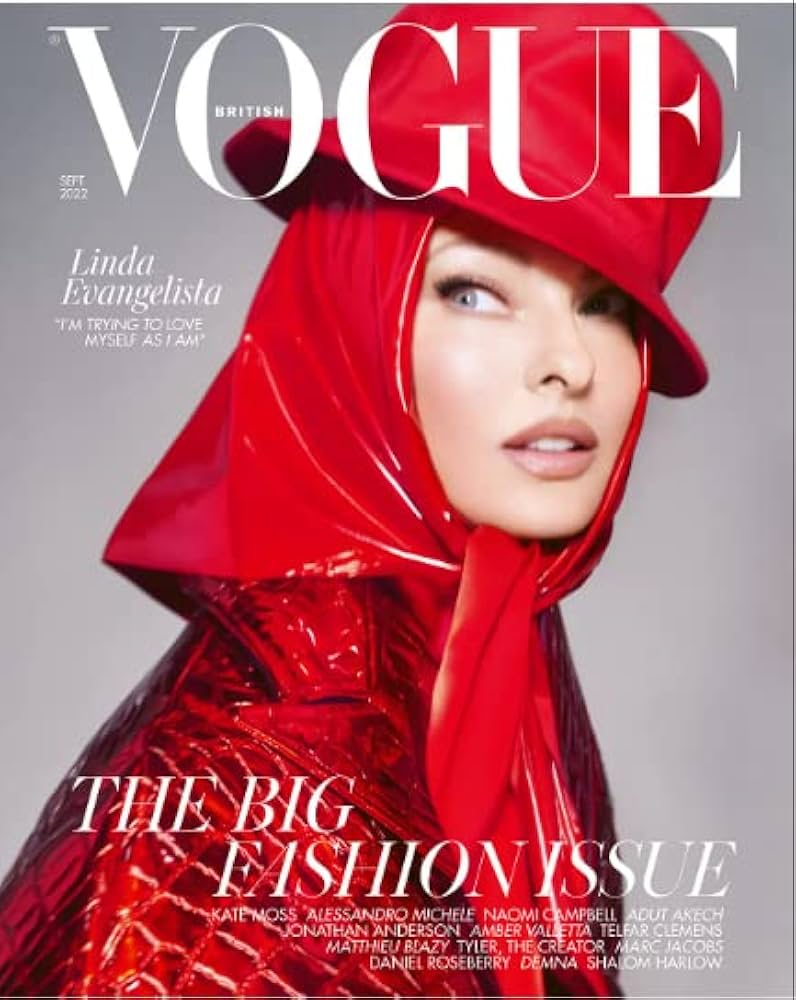 VOGUE
BRITISH
SEPT
2022
Linda
Evangelista
"I'M TRYING TO LOVE
MYSELF AS I AM"
THE BIG
FASHION ISSUE
KATE MOSS ALESSANDRO MICHELE NAOMI CAMPBELL ADUT AKECH
JONATHAN ANDERSON AMBER VALLETTA TELFAR CLEMENS
MATTHIEU BLAZY TYLER, THE CREATOR MARC JACOBS
DANIEL ROSEBERRY DEMNA SHALOM HARLOW